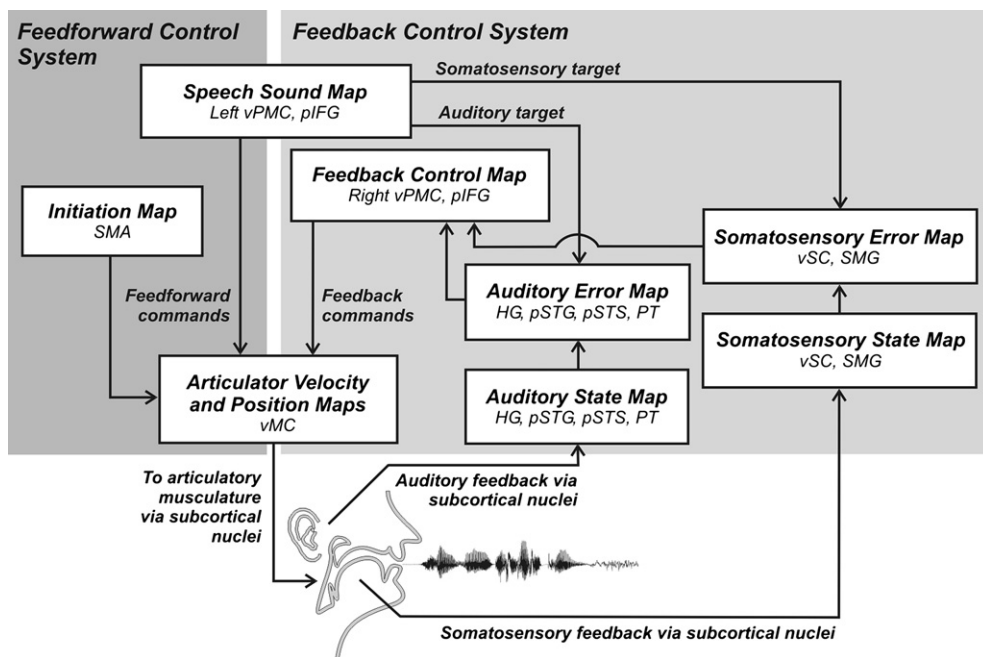 Feedforward Control
System
Feedback Control System
Speech Sound Map
Left vPMC, pIFG
Somatosensory target
Auditory target
Feedback Control Map
Right vPMC, pIFG
Initiation Map
SMA
Somatosensory Error Map
vSC, SMG
Auditory Error Map
HG, pSTG, pSTS, PT
Feedforward
commands
Feedback
commands
Somatosensory State Map
vSC, SMG
Articulator Velocity
and Position Maps
vMC
Auditory State Map
HG, pSTG, pSTS, PT
To articulatory
musculature
via subcortical
nuclei
Auditory feedback via
subcortical nuclei
Somatosensory feedback via subcortical nuclei